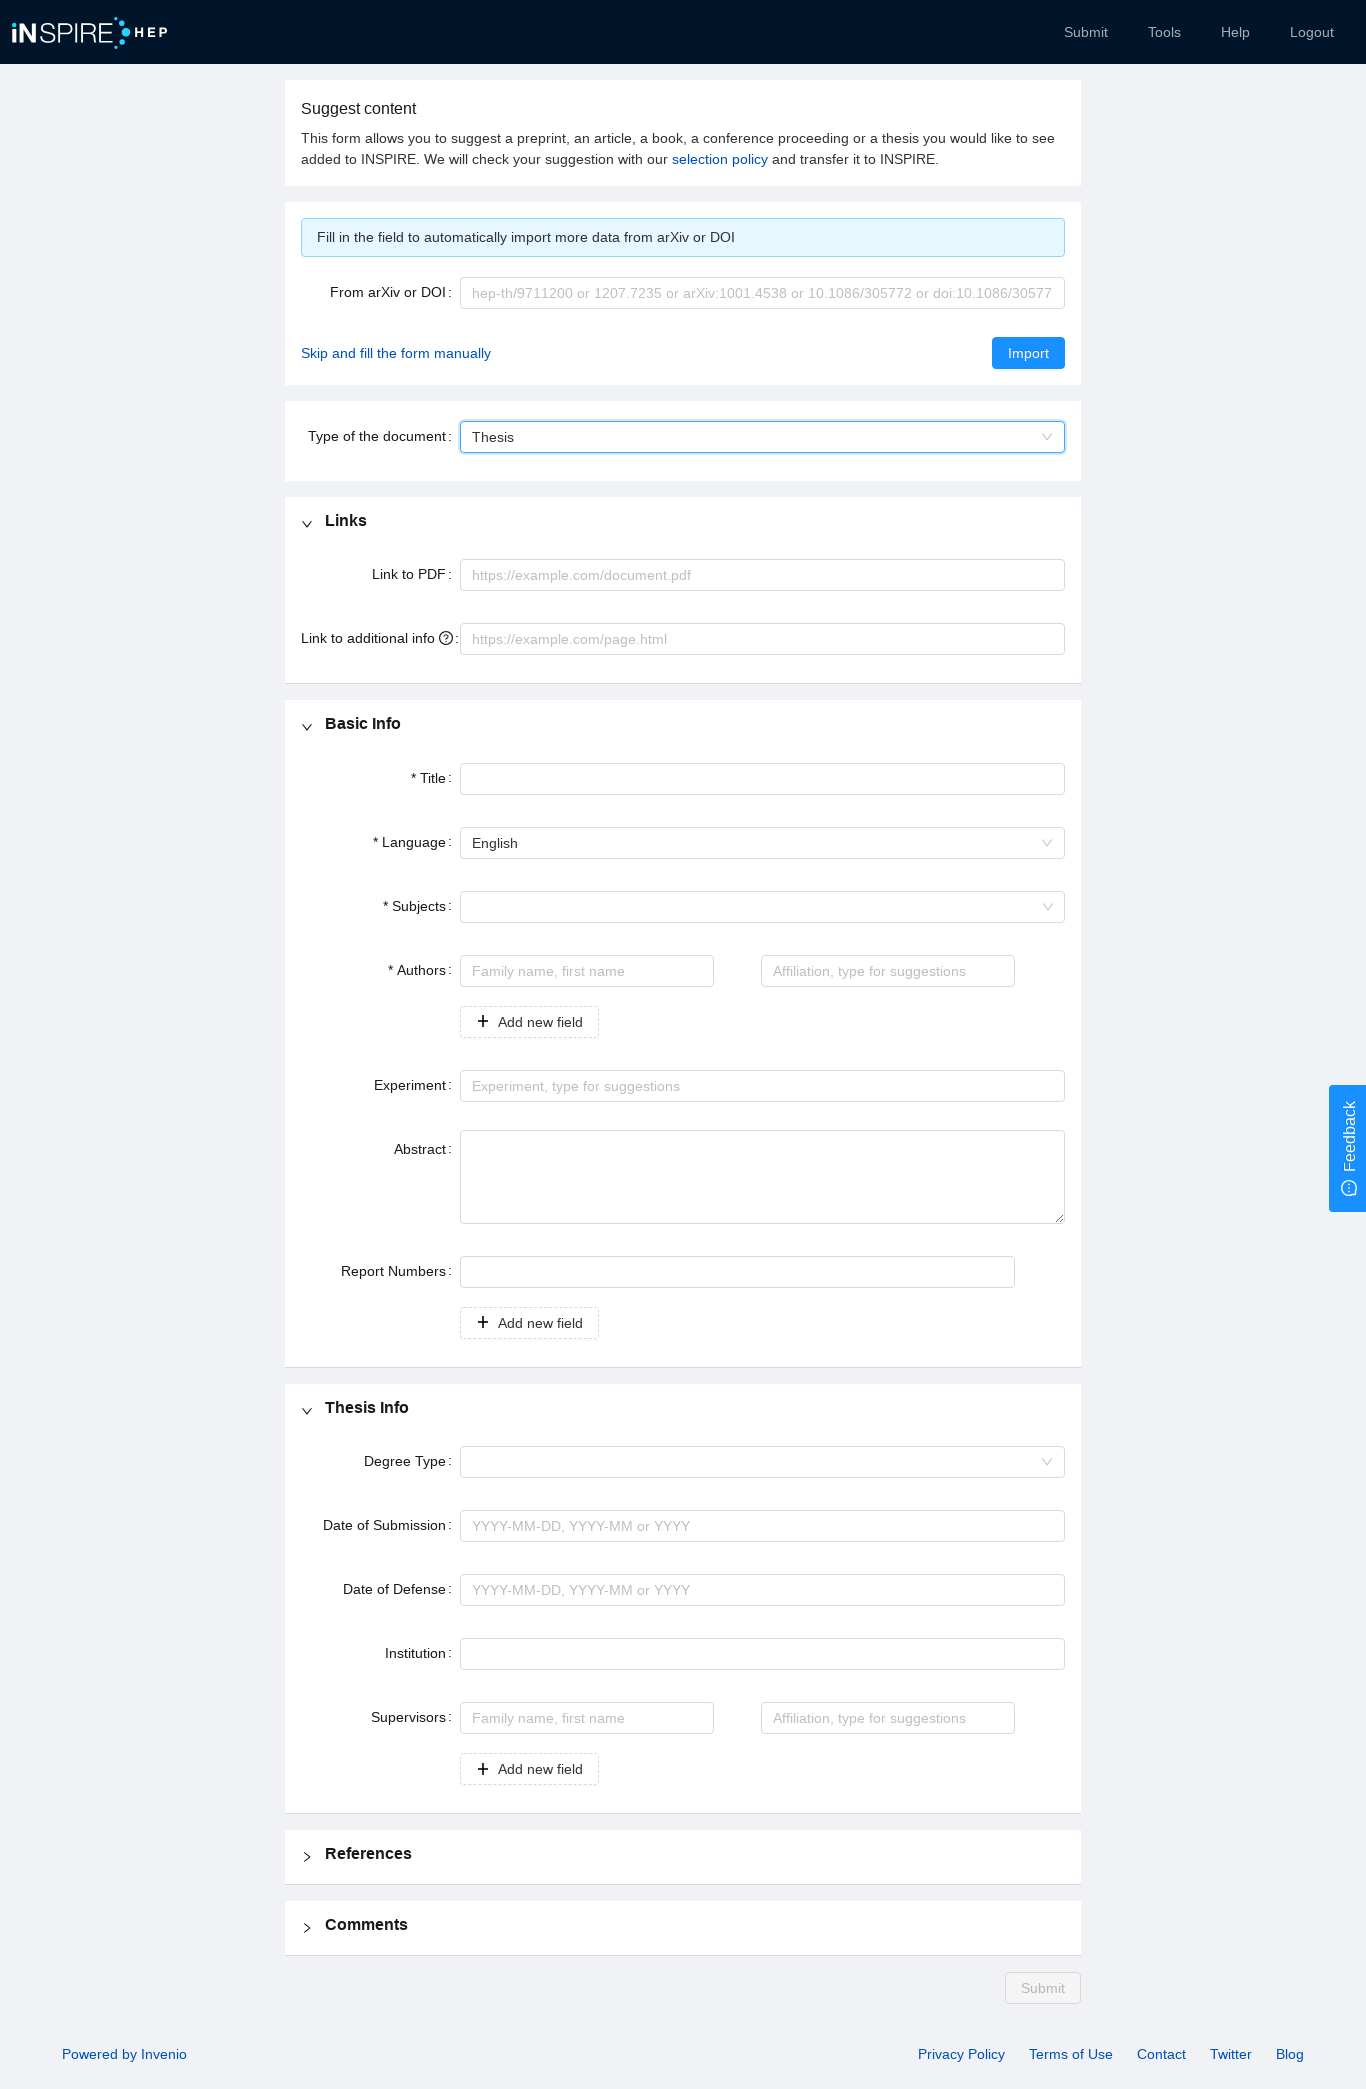 iNSPIRE HEP
Submit Tools Help Logout
Suggest content
This form allows you to suggest a preprint, an article, a book, a conference proceeding or a thesis you would like to see
added to INSPIRE. We will check your suggestion with our selection policy and transfer it to INSPIRE.
Fill in the field to automatically import more data from arXiv or DOI
From arXiv or DOI: hep-th/9711200 or 1207.7235 or arXiv:1001.4538 or 10.1086/305772 or doi:10.1086/30577
Skip and fill the form manually Import
Type of the document: Thesis
Links
Link to PDF: https://example.com/document.pdf
Link to additional info : https://example.com/page.html
Basic Info
* Title:
* Language: English
* Subjects:
* Authors: Family name, first name Affiliation, type for suggestions
+ Add new field
Experiment: Experiment, type for suggestions
Abstract:
Feedback
Report Numbers:
+ Add new field
Thesis Info
Degree Type:
Date of Submission: YYYY-MM-DD, YYYY-MM or YYYY
Date of Defense: YYYY-MM-DD, YYYY-MM or YYYY
Institution:
Supervisors: Family name, first name Affiliation, type for suggestions
+ Add new field
References
Comments
Submit
Powered by Invenio Privacy Policy Terms of Use Contact Twitter Blog